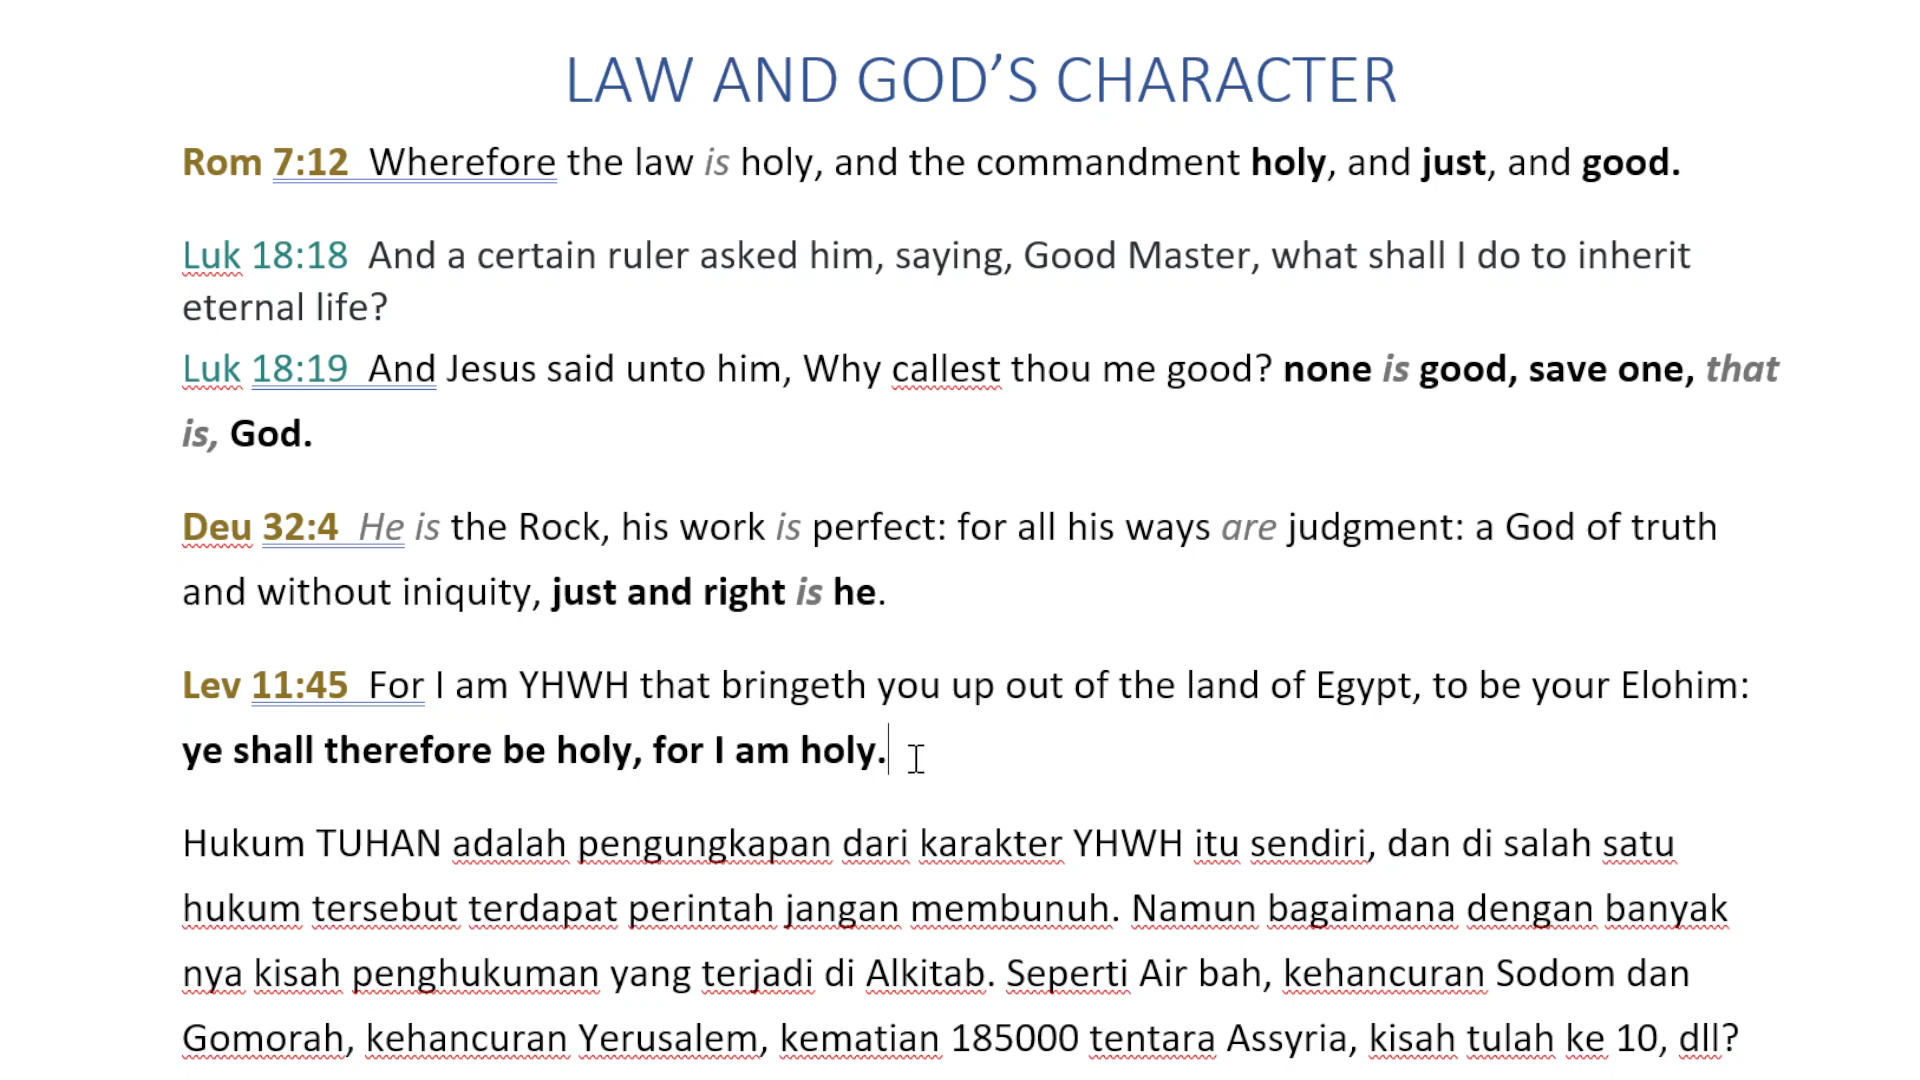 LAW AND GOD’S CHARACTER
Rom 7:12  Wherefore the law is holy, and the commandment holy, and just, and good.
Luk 18:18  And a certain ruler asked him, saying, Good Master, what shall I do to inherit
eternal life?
Luk 18:19  And Jesus said unto him, Why callest thou me good? none is good, save one, that
is, God.
Deu 32:4  He is the Rock, his work is perfect: for all his ways are judgment: a God of truth
and without iniquity, just and right is he.
Lev 11:45  For I am YHWH that bringeth you up out of the land of Egypt, to be your Elohim:
ye shall therefore be holy, for I am holy.
Hukum TUHAN adalah pengungkapan dari karakter YHWH itu sendiri, dan di salah satu
hukum tersebut terdapat perintah jangan membunuh. Namun bagaimana dengan banyak
nya kisah penghukuman yang terjadi di Alkitab. Seperti Air bah, kehancuran Sodom dan
Gomorah, kehancuran Yerusalem, kematian 185000 tentara Assyria, kisah tulah ke 10, dll?